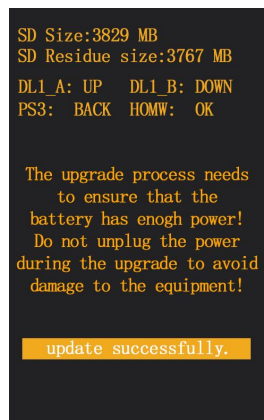 SD Size:3829 MB
SD Residue size:3767 MB
DL1_A: UP DL1_B: DOWN
PS3: BACK HOMW: OK
The upgrade process needs
to ensure that the
battery has enogh power!
Do not unplug the power
during the upgrade to avoid
damage to the equipment!
update successfully.